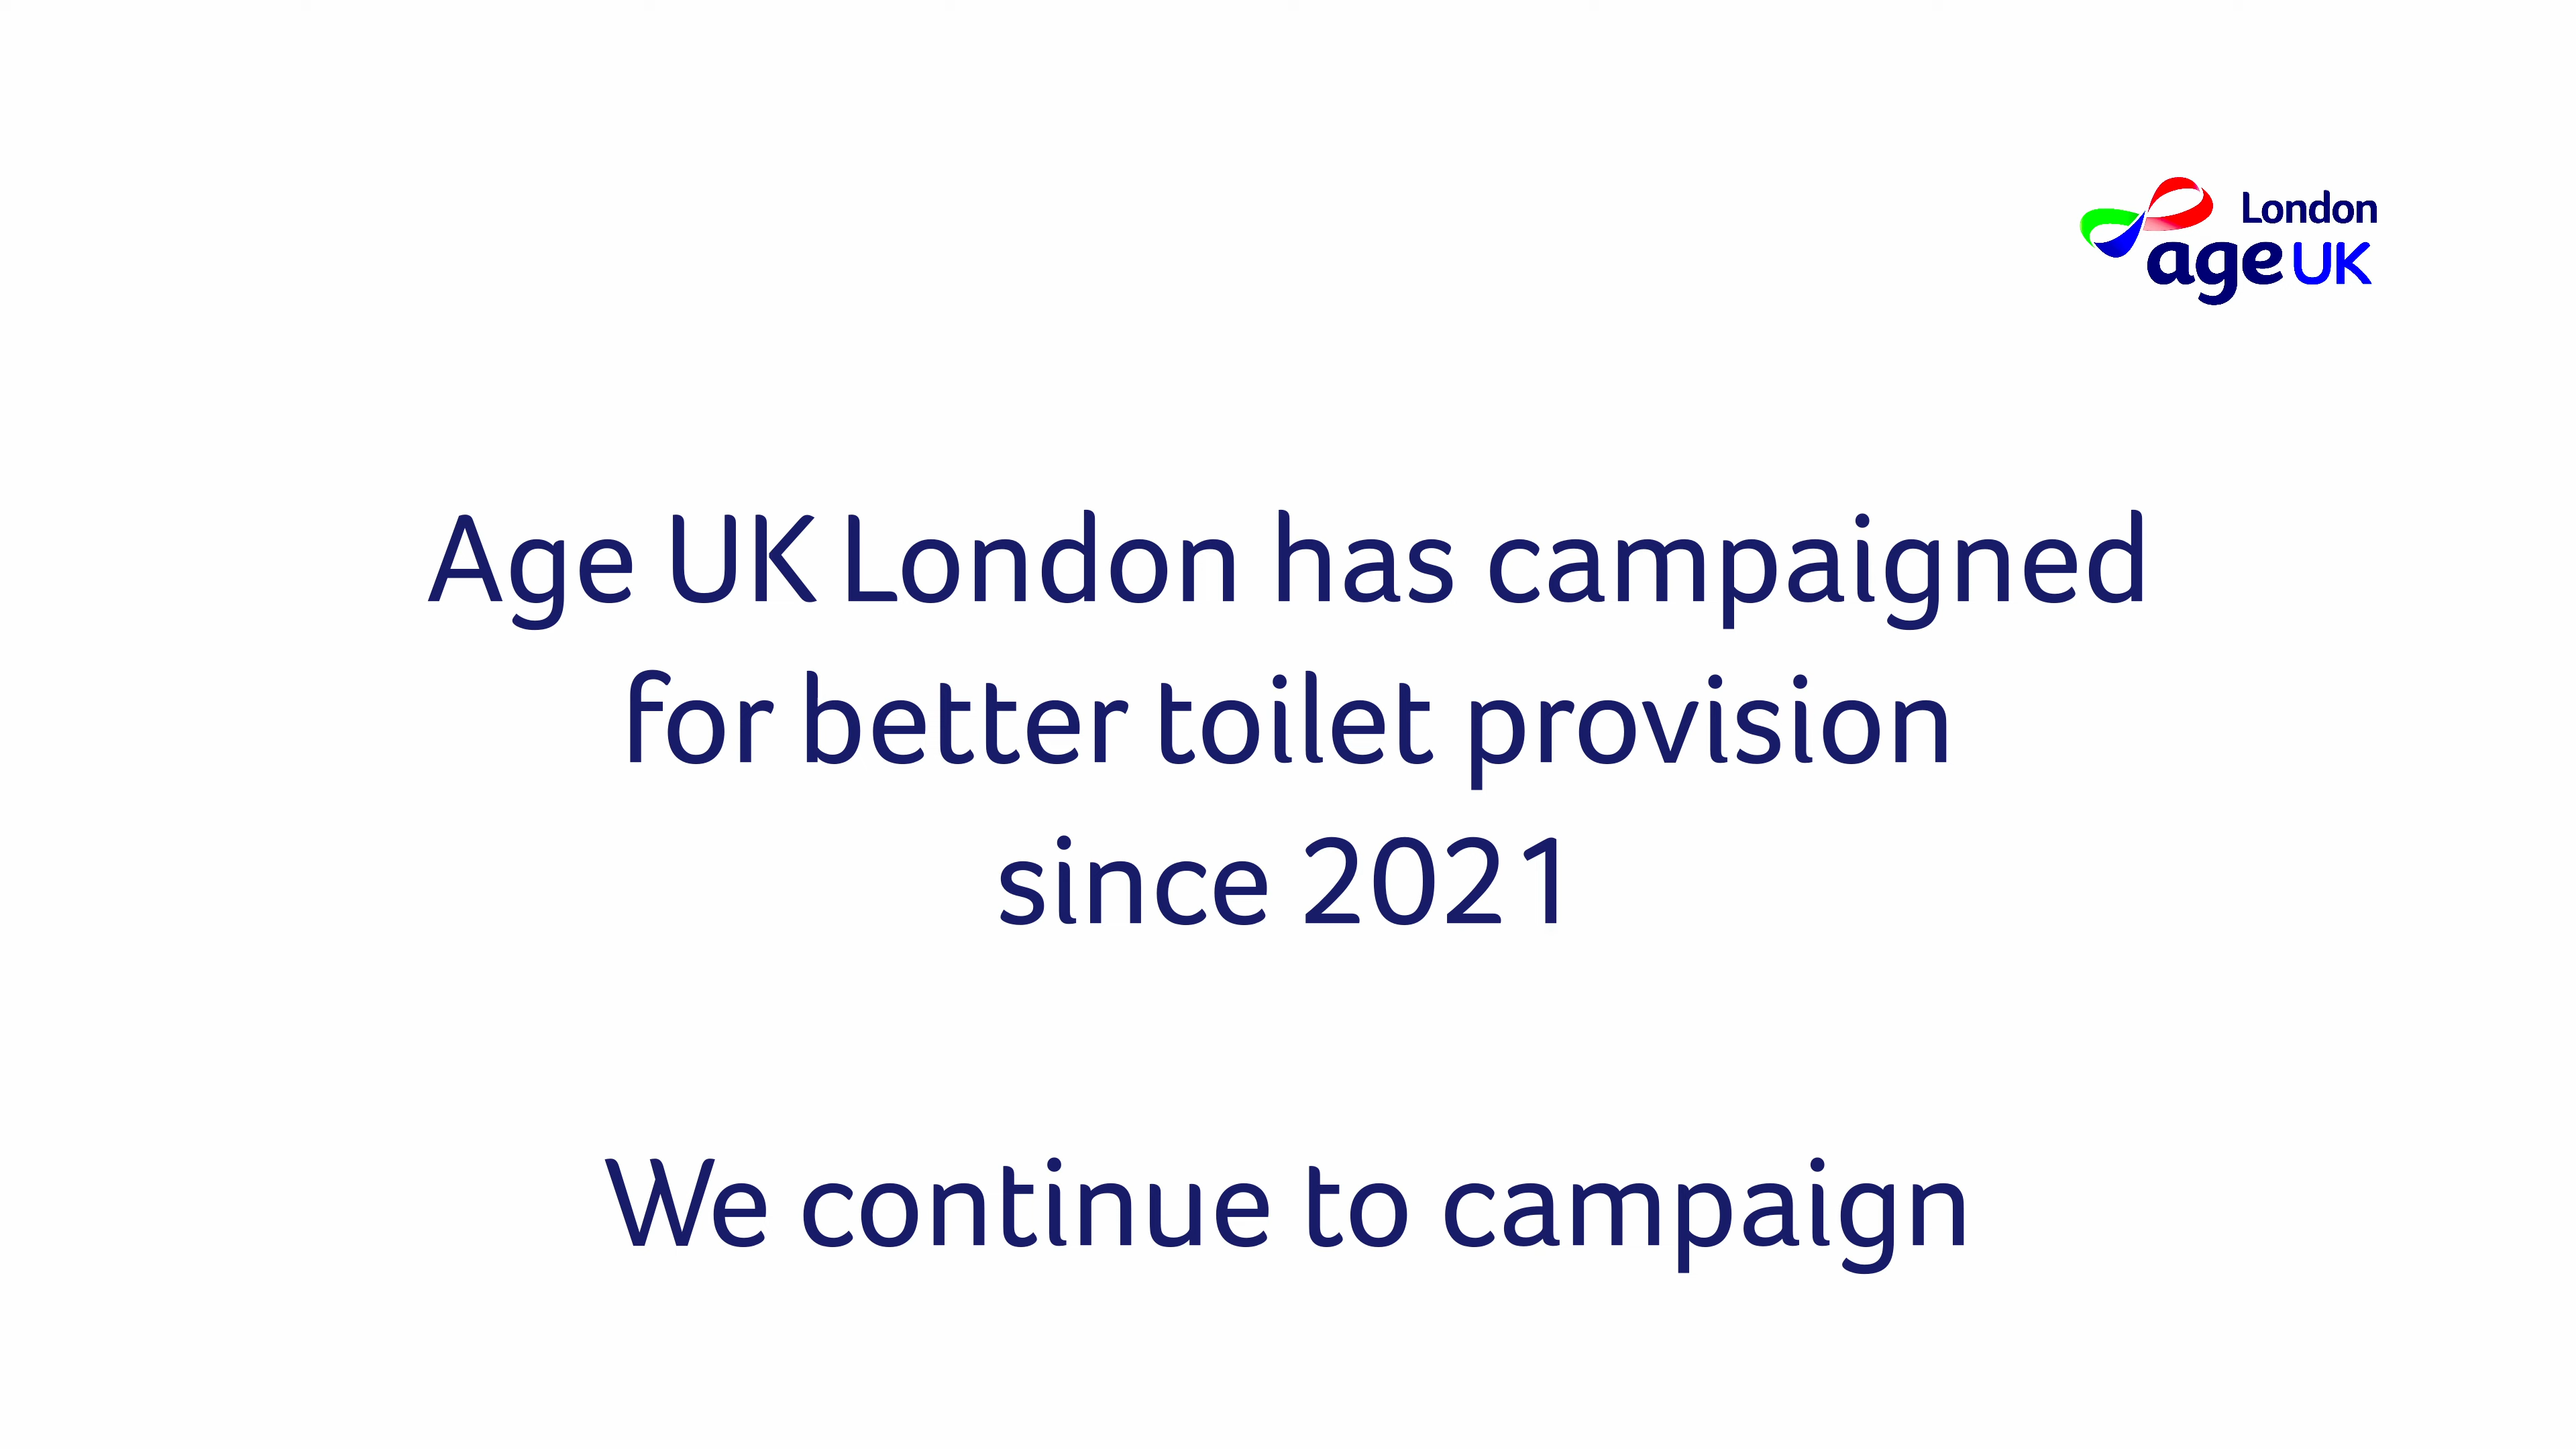 London
age UK
Age UK London has campaigned
for better toilet provision
since 2021
We continue to campaign